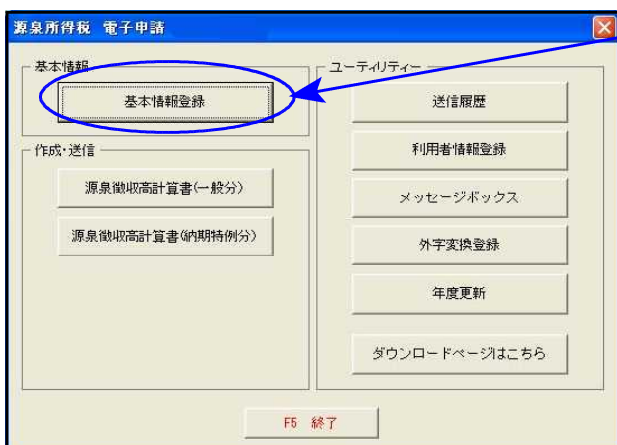 源泉所得税 電子申請
基本情報
基本情報登録
作成・送信
源泉徴収高計算書(一般分)
源泉徴収高計算書(納期特例分)
ユーティリティー
送信履歴
利用者情報登録
メッセージボックス
外字変換登録
年度更新
ダウンロードページはこちら
F5 終了